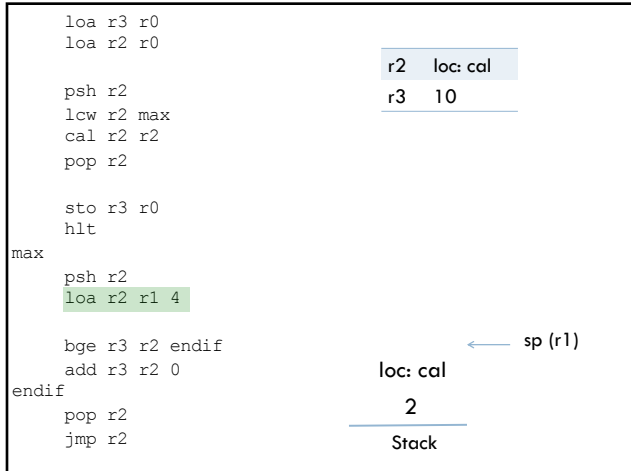 loa r3 r0
loa r2 r0
psh r2
lcw r2 max
cal r2 r2
pop r2
sto r3 r0
hlt
max
psh r2
loa r2 r1 4
bge r3 r2 endif
add r3 r2 0
endif
pop r2
jmp r2
r2 loc: cal
r3 10
sp (r1)
loc: cal
2
Stack